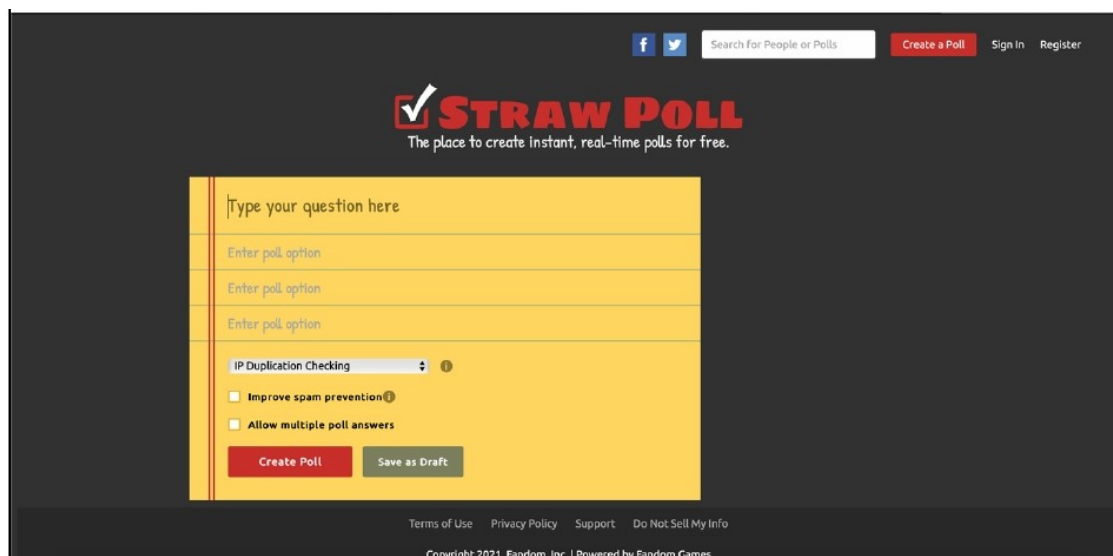 f
Search for People or Polls
Create a Poll
Sign In
Register
STRAW POLL
The place to create instant, real-time polls for free.
Type your question here
Enter poll option
Enter poll option
Enter poll option
IP Duplication Checking
i
Improve spam prevention i
Allow multiple poll answers
Create Poll
Save as Draft
Terms of Use Privacy Policy Support Do Not Sell My Info
Copyright 2021 Fandom, Inc. | Powered by Fandom Games